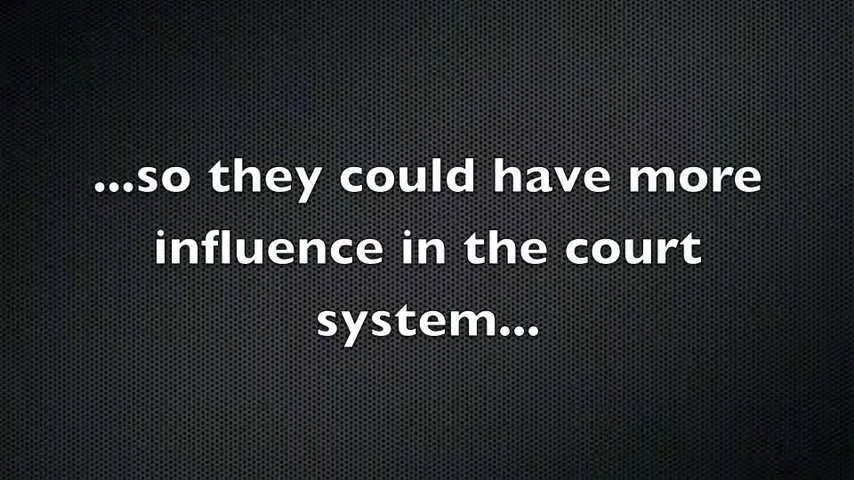 ...so they could have more
influence in the court
system...